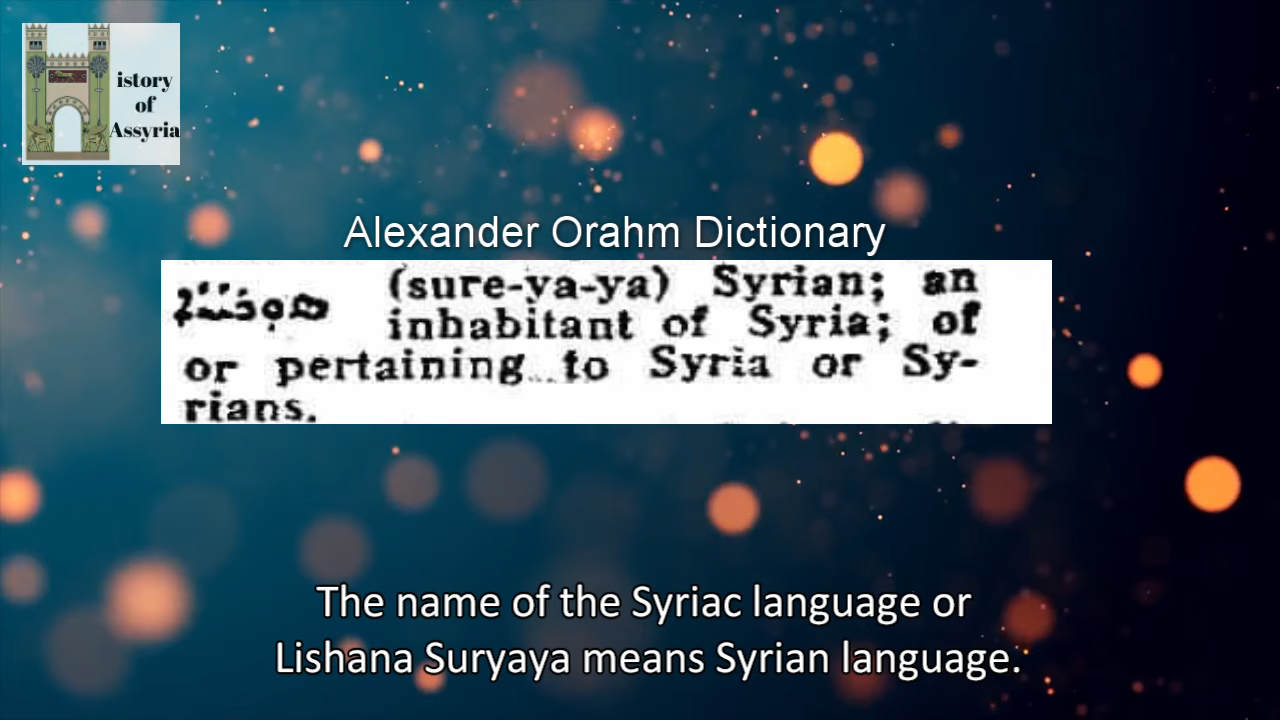 istory
of
Assyria
Alexander Orahm Dictionary
ܣܘܪܝܝܐ (sure-ya-ya) Syrian; an
inhabitant of Syria; of
or pertaining to Syria or Sy-
rians.
The name of the Syriac language or
Lishana Suryaya means Syrian language.